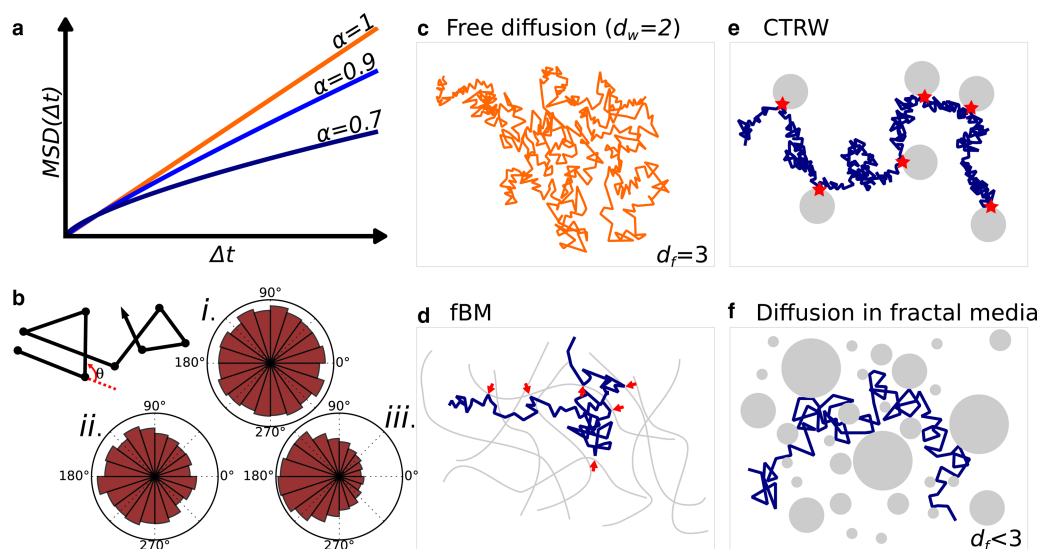 a
MSD(Δt)
α=1
α=0.9
α=0.7
Δt
b
θ
i.
90°
180°
0°
270°
ii.
90°
180°
0°
270°
iii.
90°
180°
0°
270°
c Free diffusion (d_w=2)
d_f=3
d fBM
e CTRW
f Diffusion in fractal media
d_f<3